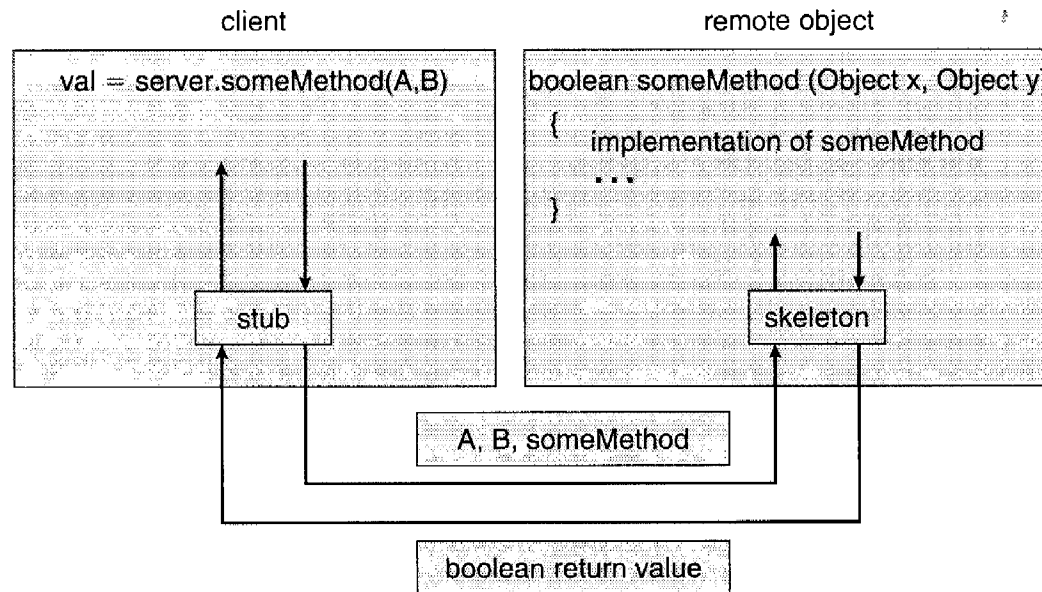 client
remote object
val = server.someMethod(A,B)
boolean someMethod (Object x, Object y)
{
implementation of someMethod
...
}
stub
skeleton
A, B, someMethod
boolean return value